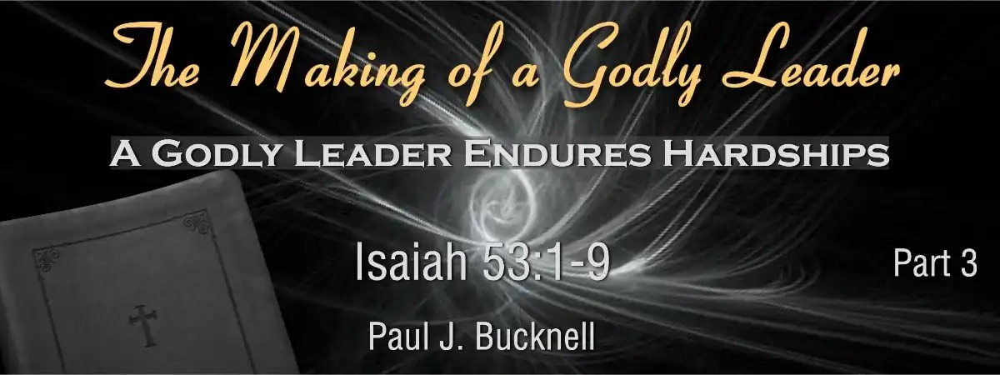 The Making of a Godly Leader
A Godly Leader Endures Hardships
Isaiah 53:1-9
Part 3
Paul J. Bucknell